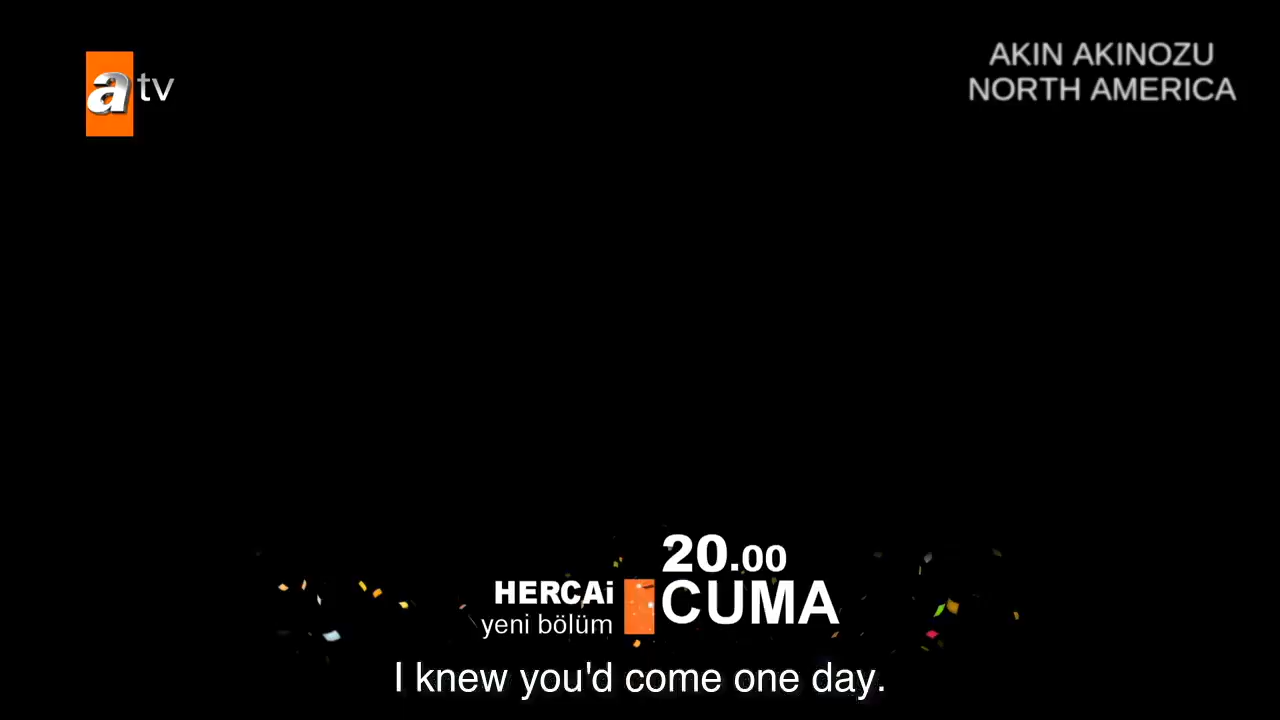 atv
AKIN AKINOZU
NORTH AMERICA
20.00
HERCAi
CUMA
yeni bölüm
I knew you'd come one day.